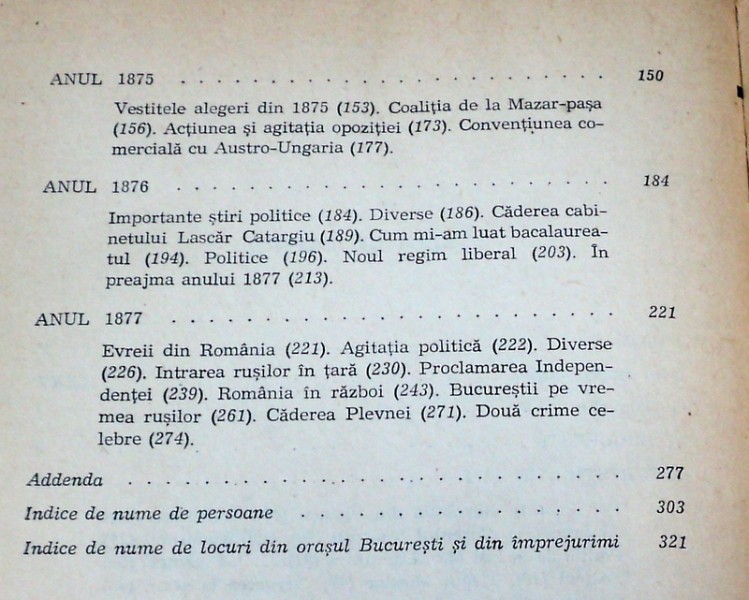 ANUL 1875 . . . . . . . . . . . . . . . . . . . . . . . . 150
Vestitele alegeri din 1875 (153). Coaliția de la Mazar-pașa
(156). Acțiunea și agitația opoziției (173). Convențiunea co-
mercială cu Austro-Ungaria (177).
ANUL 1876 . . . . . . . . . . . . . . . . . . . . . . . . 184
Importante știri politice (184). Diverse (186). Căderea cabi-
netului Lascăr Catargiu (189). Cum mi-am luat bacalaurea-
tul (194). Politice (196). Noul regim liberal (203). În
preajma anului 1877 (213).
ANUL 1877 . . . . . . . . . . . . . . . . . . . . . . . . 221
Evreii din România (221). Agitația politică (222). Diverse
(226). Intrarea rușilor în țară (230). Proclamarea Indepen-
denței (239). România în război (243). Bucureștii pe vre-
mea rușilor (261). Căderea Plevnei (271). Două crime ce-
lebre (274).
Addenda . . . . . . . . . . . . . . . . . . . . . . 277
Indice de nume de persoane . . . . . . . . . . . . . . 303
Indice de nume de locuri din orașul București și din împrejurimi 321